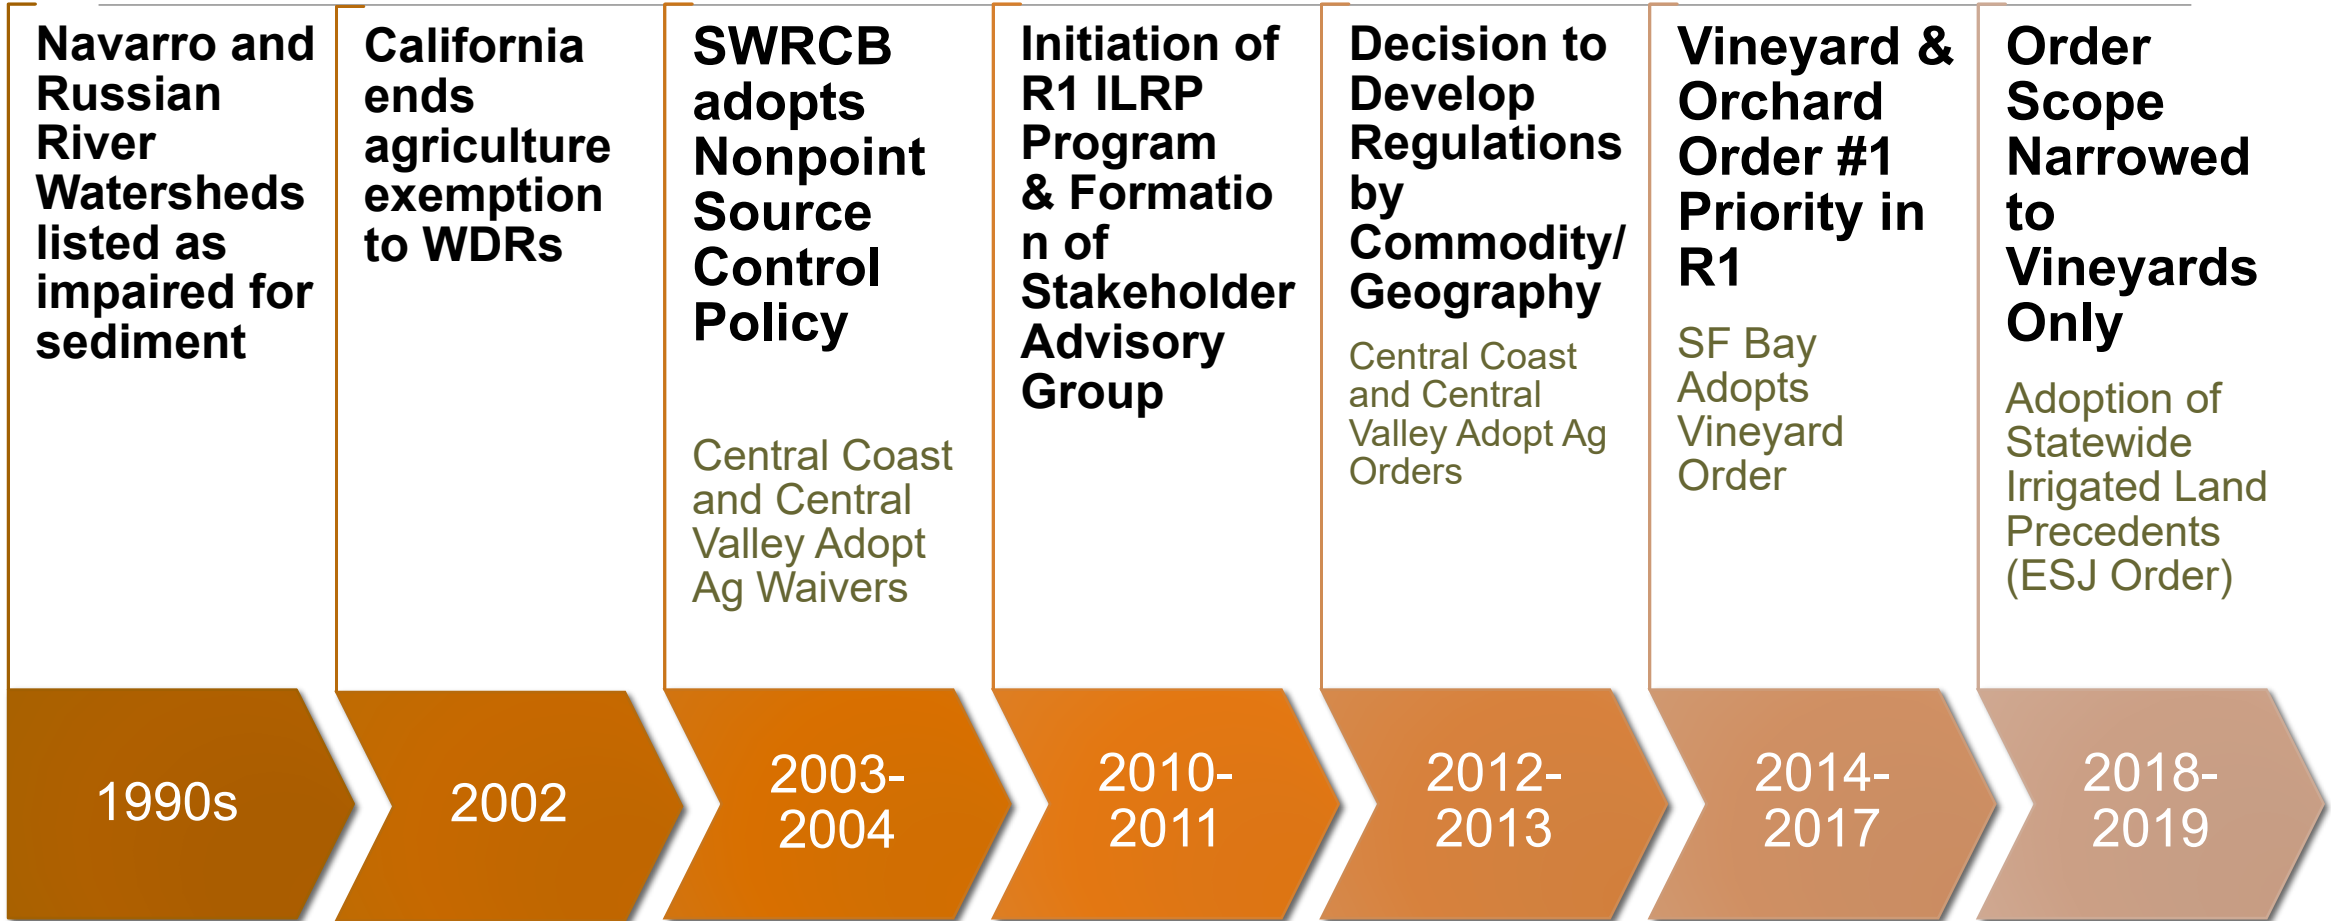 Navarro and
Russian
River
Watersheds
listed as
impaired for
sediment
1990s
California
ends
agriculture
exemption
to WDRs
2002
SWRCB
adopts
Nonpoint
Source
Control
Policy
Central Coast
and Central
Valley Adopt
Ag Waivers
2003-
2004
Initiation of
R1 ILRP
Program
& Formatio
n of
Stakeholder
Advisory
Group
2010-
2011
Decision to
Develop
Regulations
by
Commodity/
Geography
Central Coast
and Central
Valley Adopt Ag
Orders
2012-
2013
Vineyard &
Orchard
Order #1
Priority in
R1
SF Bay
Adopts
Vineyard
Order
2014-
2017
Order
Scope
Narrowed
to
Vineyards
Only
Adoption of
Statewide
Irrigated Land
Precedents
(ESJ Order)
2018-
2019